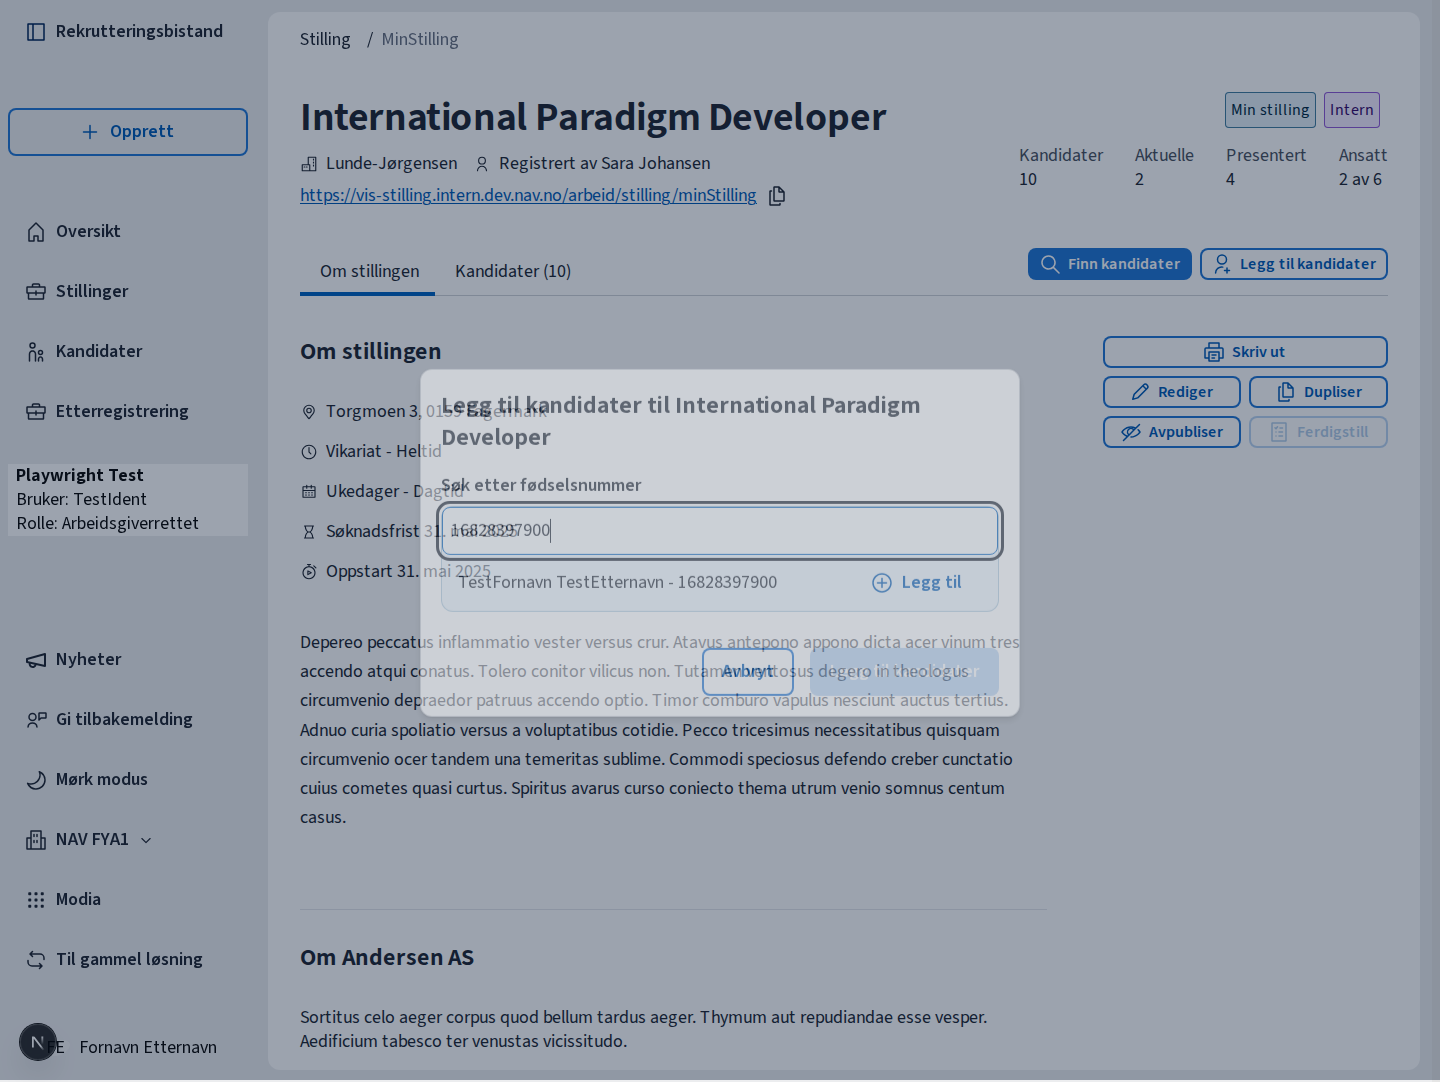 Rekrutteringsbistand
Opprett
Oversikt
Stillinger
Kandidater
Etterregistrering
Playwright Test
Bruker: TestIdent
Rolle: Arbeidsgiverrettet
Nyheter
Gi tilbakemelding
Mørk modus
NAV FYA1
Modia
Til gammel løsning
N
FE Fornavn Etternavn
Stilling / MinStilling
International Paradigm Developer
Min stilling Intern
Lunde-Jørgensen Registrert av Sara Johansen
https://vis-stilling.intern.dev.nav.no/arbeid/stilling/minStilling
Kandidater Aktuelle Presentert Ansatt
10 2 4 2 av 6
Om stillingen Kandidater (10)
Finn kandidater Legg til kandidater
Om stillingen
Skriv ut
Rediger Dupliser
Avpubliser Ferdigstill
Torgmoen 3, 0159 Fagermark
Vikariat - Heltid
Ukedager - Dagtid
Søknadsfrist 31. mai 2025
Oppstart 31. mai 2025
Legg til kandidater til International Paradigm
Developer
Søk etter fødselsnummer
16828397900
TestFornavn TestEtternavn - 16828397900 Legg til
Avbryt
Depereo peccatus inflammatio vester versus crur. Atavus antepono appono dicta acer vinum tres
accendo atqui conatus. Tolero conitor vilicus non. Tutamen ventosus degero in theologus
circumvenio depraedor patruus accendo optio. Timor comburo vapulus nesciunt auctus tertius.
Adnuo curia spoliatio versus a voluptatibus cotidie. Pecco tricesimus necessitatibus quisquam
circumvenio ocer tandem una temeritas sublime. Commodi speciosus defendo creber cunctatio
cuius cometes quasi curtus. Spiritus avarus curso coniecto thema utrum venio somnus centum
casus.
Om Andersen AS
Sortitus celo aeger corpus quod bellum tardus aeger. Thymum aut repudiandae esse vesper.
Aedificium tabesco ter venustas vicissitudo.